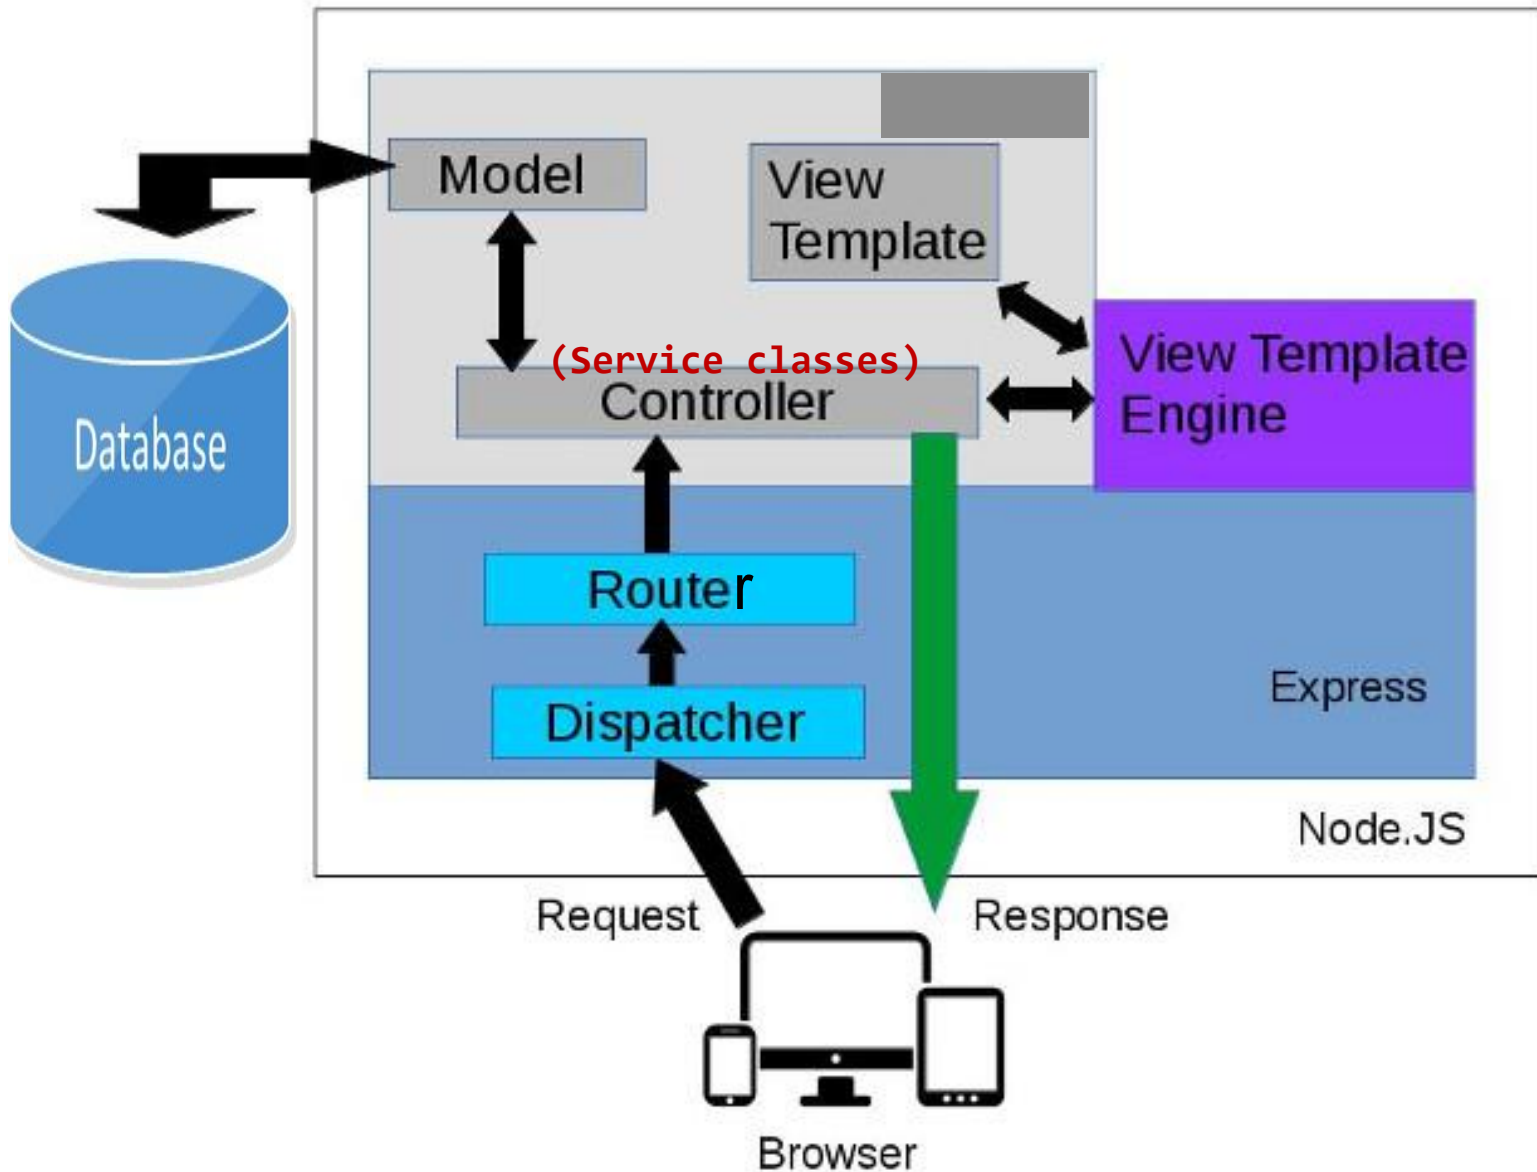 Model
View
Template
(Service classes)
Controller
View Template
Engine
Database
Router
Express
Dispatcher
Node.JS
Request
Response
Browser